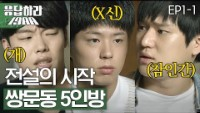 응답하라 1988
EP1-1
(개)
(X신)
(참인간)
전설의 시작
쌍문동 5인방